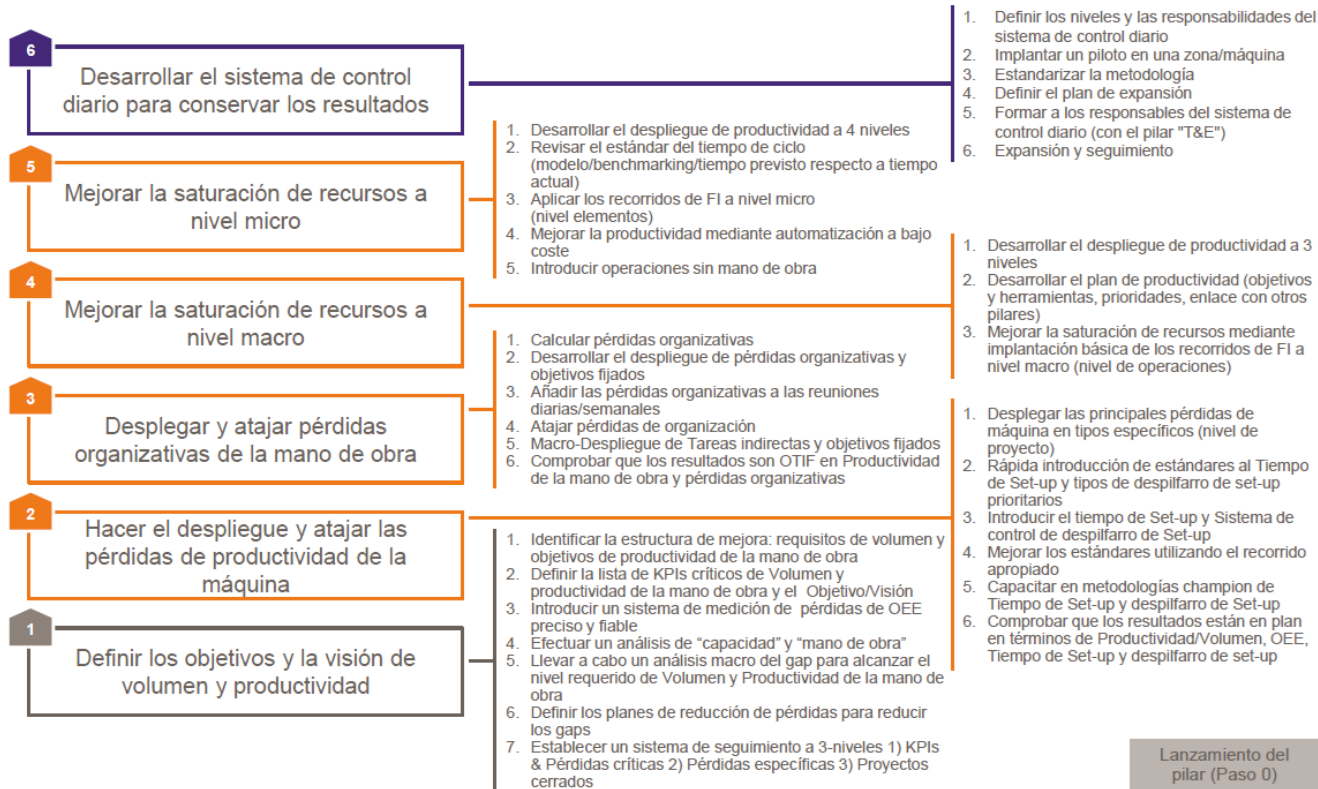 6
Desarrollar el sistema de control
diario para conservar los resultados
1. Definir los niveles y las responsabilidades del
sistema de control diario
2. Implantar un piloto en una zona/máquina
3. Estandarizar la metodología
4. Definir el plan de expansión
5. Formar a los responsables del sistema de
control diario (con el pilar "T&E")
6. Expansión y seguimiento
5
Mejorar la saturación de recursos a
nivel micro
1. Desarrollar el despliegue de productividad a 4 niveles
2. Revisar el estándar del tiempo de ciclo
(modelo/benchmarking/tiempo previsto respecto a tiempo
actual)
3. Aplicar los recorridos de FI a nivel micro
(nivel elementos)
4. Mejorar la productividad mediante automatización a bajo
coste
5. Introducir operaciones sin mano de obra
4
Mejorar la saturación de recursos a
nivel macro
1. Desarrollar el despliegue de productividad a 3
niveles
2. Desarrollar el plan de productividad (objetivos
y herramientas, prioridades, enlace con otros
pilares)
3. Mejorar la saturación de recursos mediante
implantación básica de los recorridos de FI a
nivel macro (nivel de operaciones)
3
Desplegar y atajar pérdidas
organizativas de la mano de obra
1. Calcular pérdidas organizativas
2. Desarrollar el despliegue de pérdidas organizativas y
objetivos fijados
3. Añadir las pérdidas organizativas a las reuniones
diarias/semanales
4. Atajar pérdidas de organización
5. Macro-Despliegue de Tareas indirectas y objetivos fijados
6. Comprobar que los resultados son OTIF en Productividad
de la mano de obra y pérdidas organizativas
2
Hacer el despliegue y atajar las
pérdidas de productividad de la
máquina
1. Desplegar las principales pérdidas de
máquina en tipos específicos (nivel de
proyecto)
2. Rápida introducción de estándares al Tiempo
de Set-up y tipos de despilfarro de set-up
prioritarios
3. Introducir el tiempo de Set-up y Sistema de
control de despilfarro de Set-up
4. Mejorar los estándares utilizando el recorrido
apropiado
5. Capacitar en metodologías champion de
Tiempo de Set-up y despilfarro de Set-up
6. Comprobar que los resultados están en plan
en términos de Productividad/Volumen, OEE,
Tiempo de Set-up y despilfarro de set-up
1
Definir los objetivos y la visión de
volumen y productividad
1. Identificar la estructura de mejora: requisitos de volumen y
objetivos de productividad de la mano de obra
2. Definir la lista de KPIs críticos de Volumen y
productividad de la mano de obra y el Objetivo/Visión
3. Introducir un sistema de medición de pérdidas de OEE
preciso y fiable
4. Efectuar un análisis de “capacidad” y “mano de obra”
5. Llevar a cabo un análisis macro del gap para alcanzar el
nivel requerido de Volumen y Productividad de la mano de
obra
6. Definir los planes de reducción de pérdidas para reducir
los gaps
7. Establecer un sistema de seguimiento a 3-niveles 1) KPIs
& Pérdidas críticas 2) Pérdidas específicas 3) Proyectos
cerrados
Lanzamiento del
pilar (Paso 0)